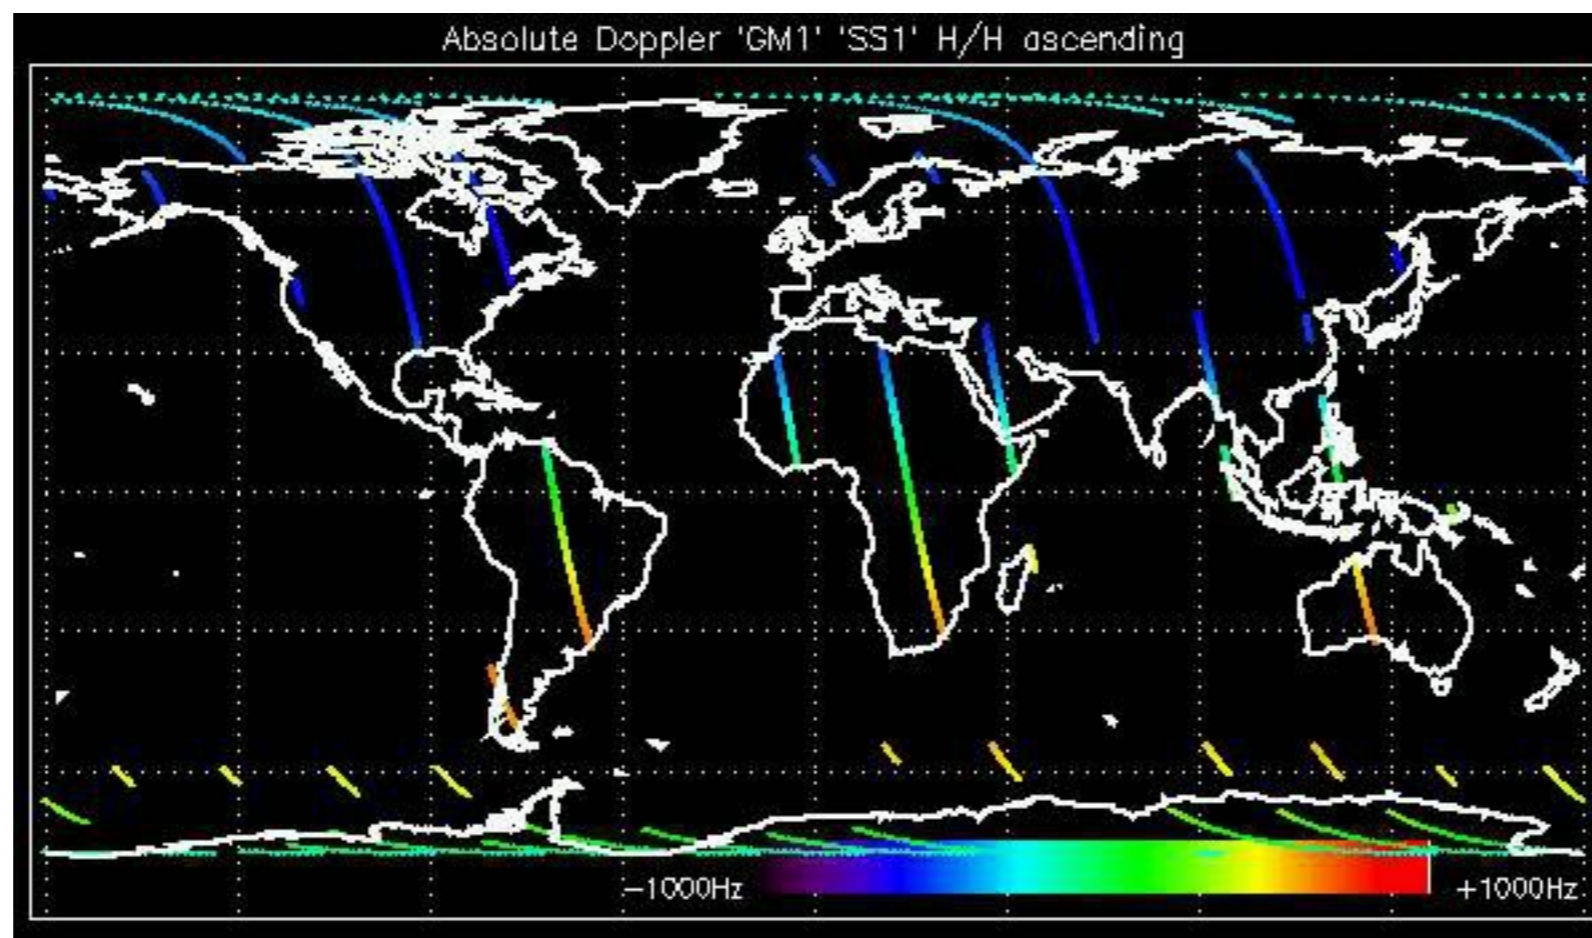 Absolute Doppler 'GM1' 'SS1' H/H ascending
−1000Hz
+1000Hz